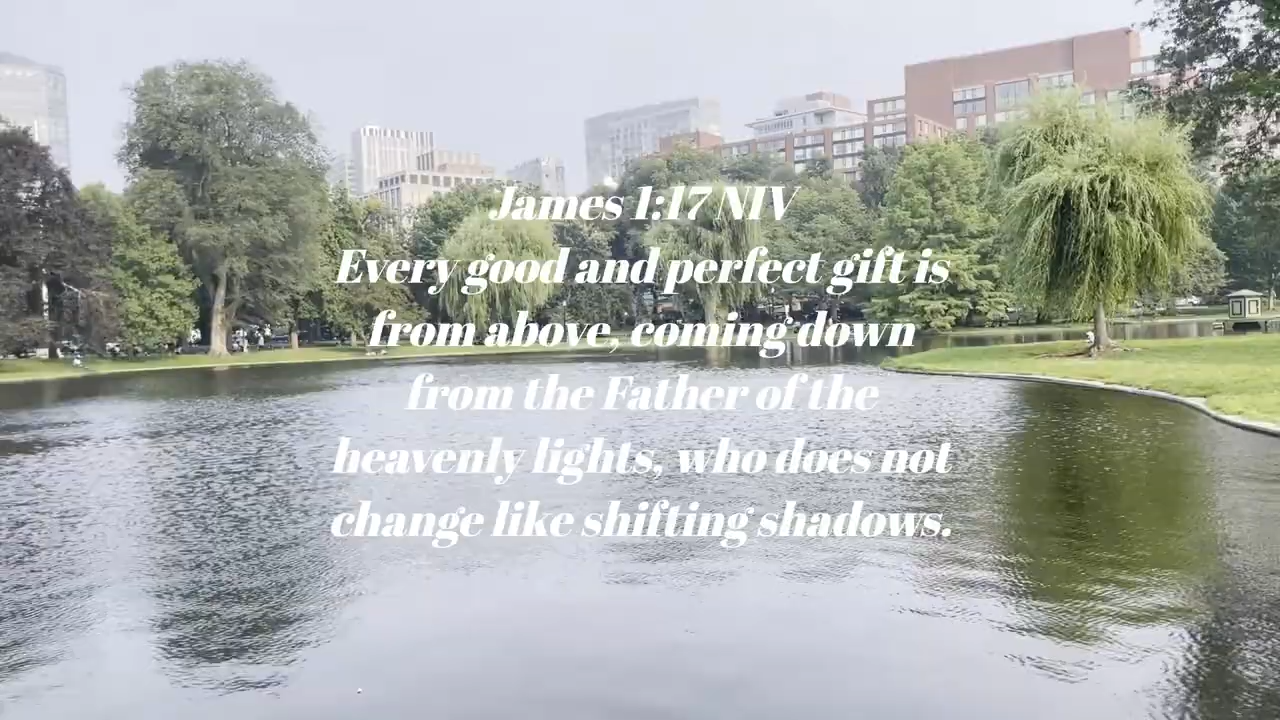 James 1:17 NIV
Every good and perfect gift is
from above, coming down
from the Father of the
heavenly lights, who does not
change like shifting shadows.